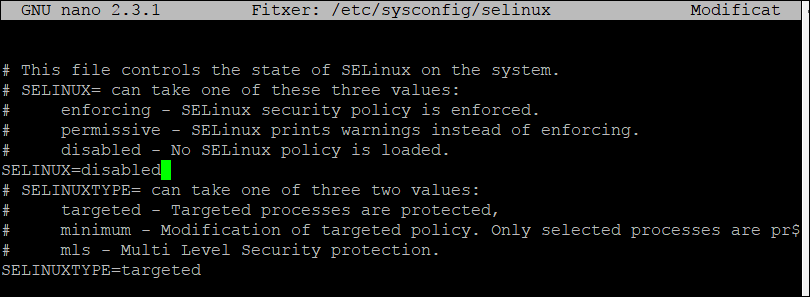 GNU nano 2.3.1 Fitxer: /etc/sysconfig/selinux Modificat
# This file controls the state of SELinux on the system.
# SELINUX= can take one of these three values:
#     enforcing - SELinux security policy is enforced.
#     permissive - SELinux prints warnings instead of enforcing.
#     disabled - No SELinux policy is loaded.
SELINUX=disabled
# SELINUXTYPE= can take one of three two values:
#     targeted - Targeted processes are protected,
#     minimum - Modification of targeted policy. Only selected processes are pr$
#     mls - Multi Level Security protection.
SELINUXTYPE=targeted